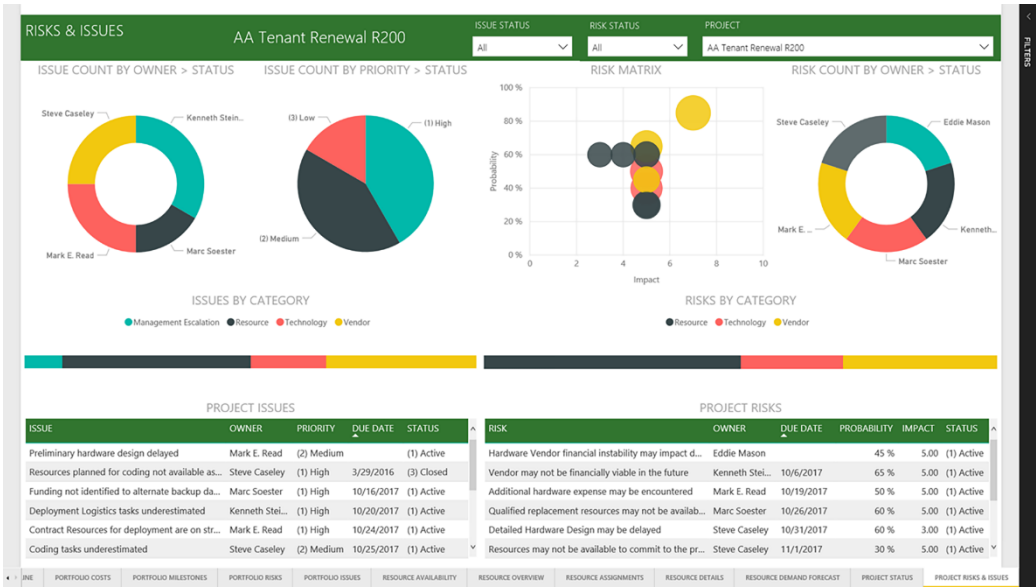 RISKS & ISSUES
AA Tenant Renewal R200
ISSUE STATUS
All
RISK STATUS
All
PROJECT
AA Tenant Renewal R200
FILTERS
ISSUE COUNT BY OWNER > STATUS
Steve Caseley
Kenneth Stein...
Mark E. Read
Marc Soester
ISSUE COUNT BY PRIORITY > STATUS
(3) Low
(1) High
(2) Medium
RISK MATRIX
Probability
100 %
80 %
60 %
40 %
20 %
0 %
0 2 4 6 8 10
Impact
RISK COUNT BY OWNER > STATUS
Steve Caseley
Eddie Mason
Mark E. ...
Kenneth...
Marc Soester
ISSUES BY CATEGORY
Management Escalation Resource Technology Vendor
RISKS BY CATEGORY
Resource Technology Vendor
PROJECT ISSUES
ISSUE OWNER PRIORITY DUE DATE STATUS
Preliminary hardware design delayed Mark E. Read (2) Medium (1) Active
Resources planned for coding not available as... Steve Caseley (1) High 3/29/2016 (3) Closed
Funding not identified to alternate backup da... Marc Soester (1) High 10/16/2017 (1) Active
Deployment Logistics tasks underestimated Kenneth Stei... (1) High 10/20/2017 (1) Active
Contract Resources for deployment are on str... Mark E. Read (1) High 10/24/2017 (1) Active
Coding tasks underestimated Steve Caseley (2) Medium 10/25/2017 (1) Active
PROJECT RISKS
RISK OWNER DUE DATE PROBABILITY IMPACT STATUS
Hardware Vendor financial instability may impact d... Eddie Mason 45 % 5.00 (1) Active
Vendor may not be financially viable in the future Kenneth Stei... 10/6/2017 65 % 5.00 (1) Active
Additional hardware expense may be encountered Mark E. Read 10/19/2017 50 % 5.00 (1) Active
Qualified replacement resources may not be availab... Marc Soester 10/26/2017 60 % 5.00 (1) Active
Detailed Hardware Design may be delayed Steve Caseley 10/31/2017 60 % 3.00 (1) Active
Resources may not be available to commit to the pr... Steve Caseley 11/1/2017 30 % 5.00 (1) Active
INE PORTFOLIO COSTS PORTFOLIO MILESTONES PORTFOLIO RISKS PORTFOLIO ISSUES RESOURCE AVAILABILITY RESOURCE OVERVIEW RESOURCE ASSIGNMENTS RESOURCE DETAILS RESOURCE DEMAND FORECAST PROJECT STATUS PROJECT RISKS & ISSUES